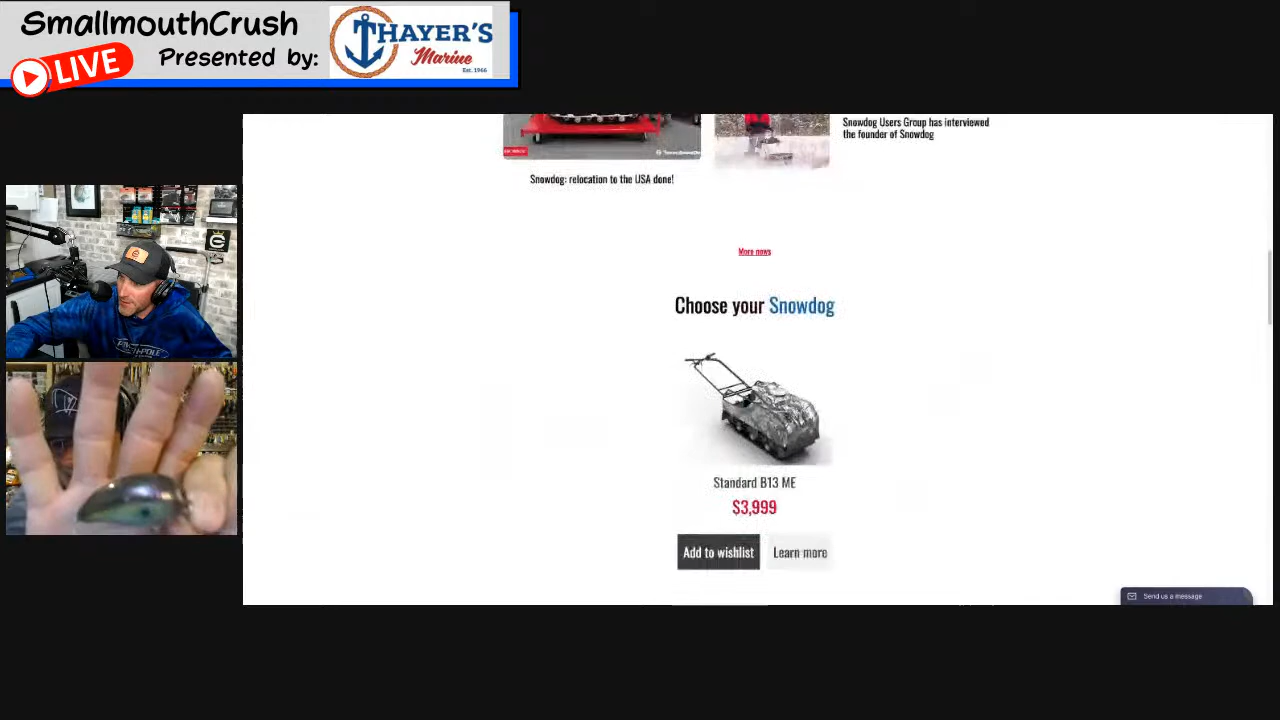 SmallmouthCrush
LIVE
Presented by:
THAYER'S
Marine
Est. 1966
Snowdog Users Group has interviewed
the founder of Snowdog
Snowdog: relocation to the USA done!
More news
Choose your Snowdog
Standard B13 ME
$3,999
Add to wishlist
Learn more
Send us a message